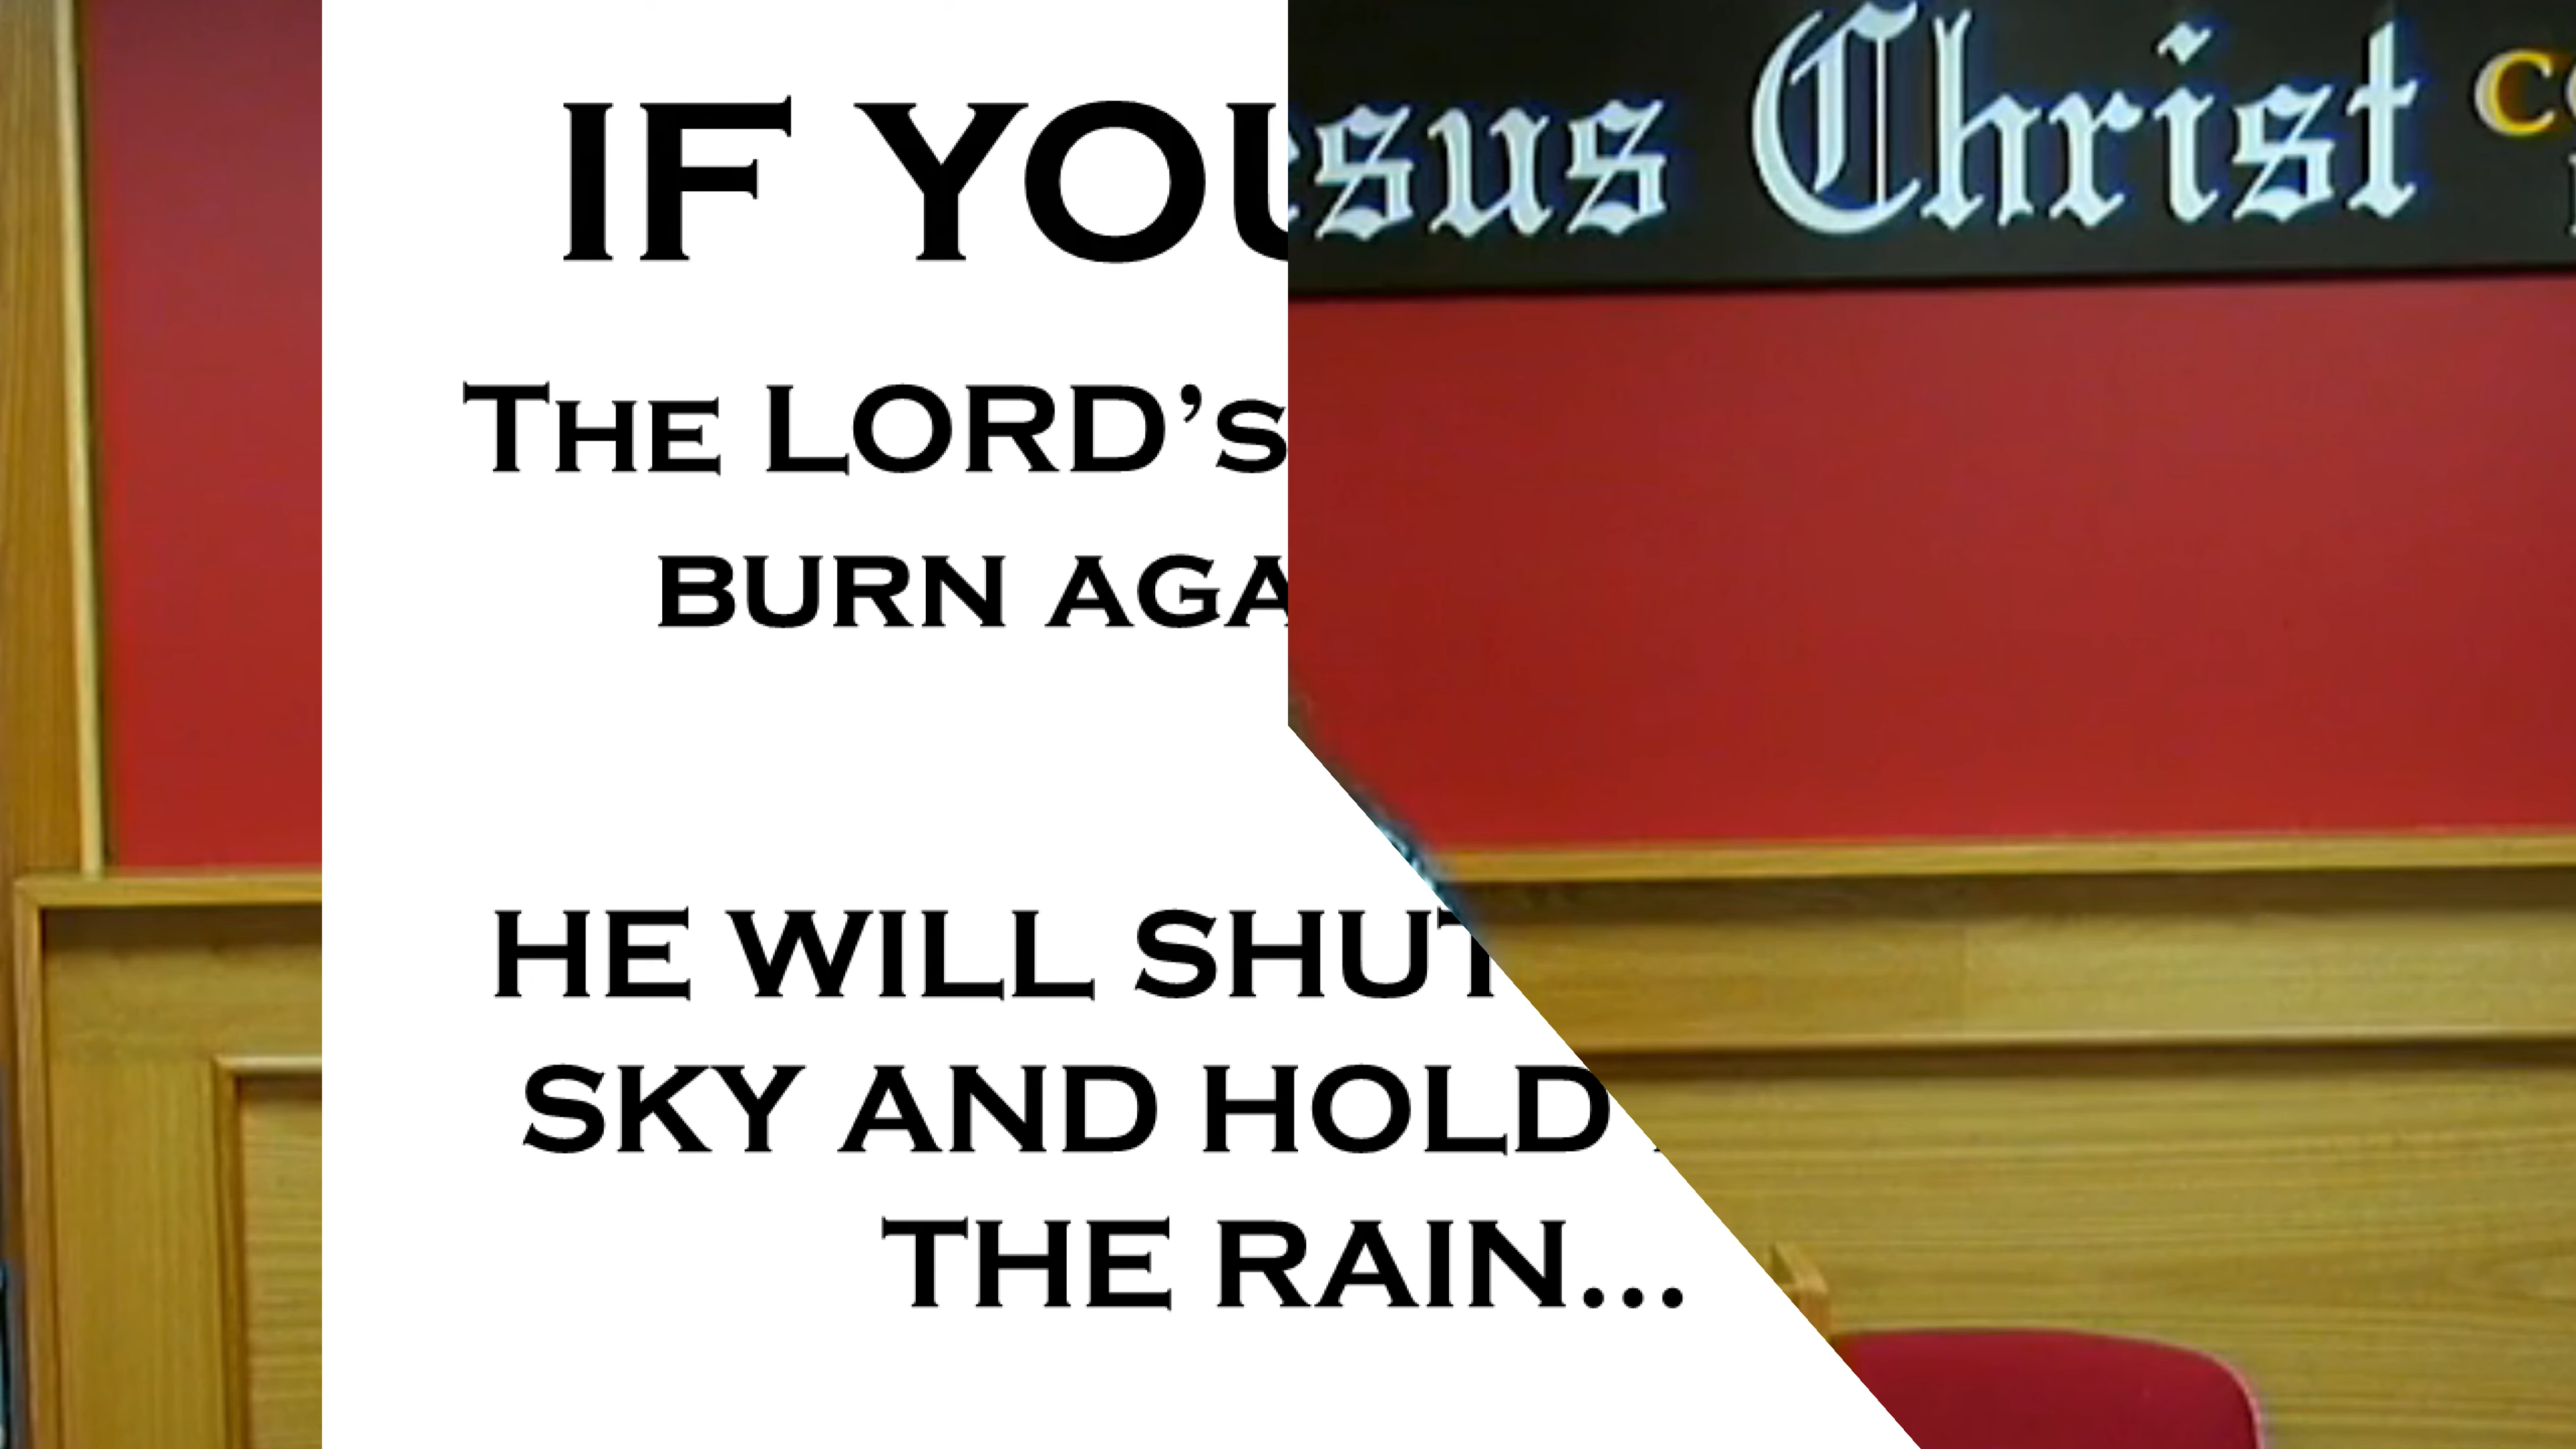 IF YOU
THE LORD'S
BURN AGA
HE WILL SHUT
SKY AND HOLD
THE RAIN...
esus Christ